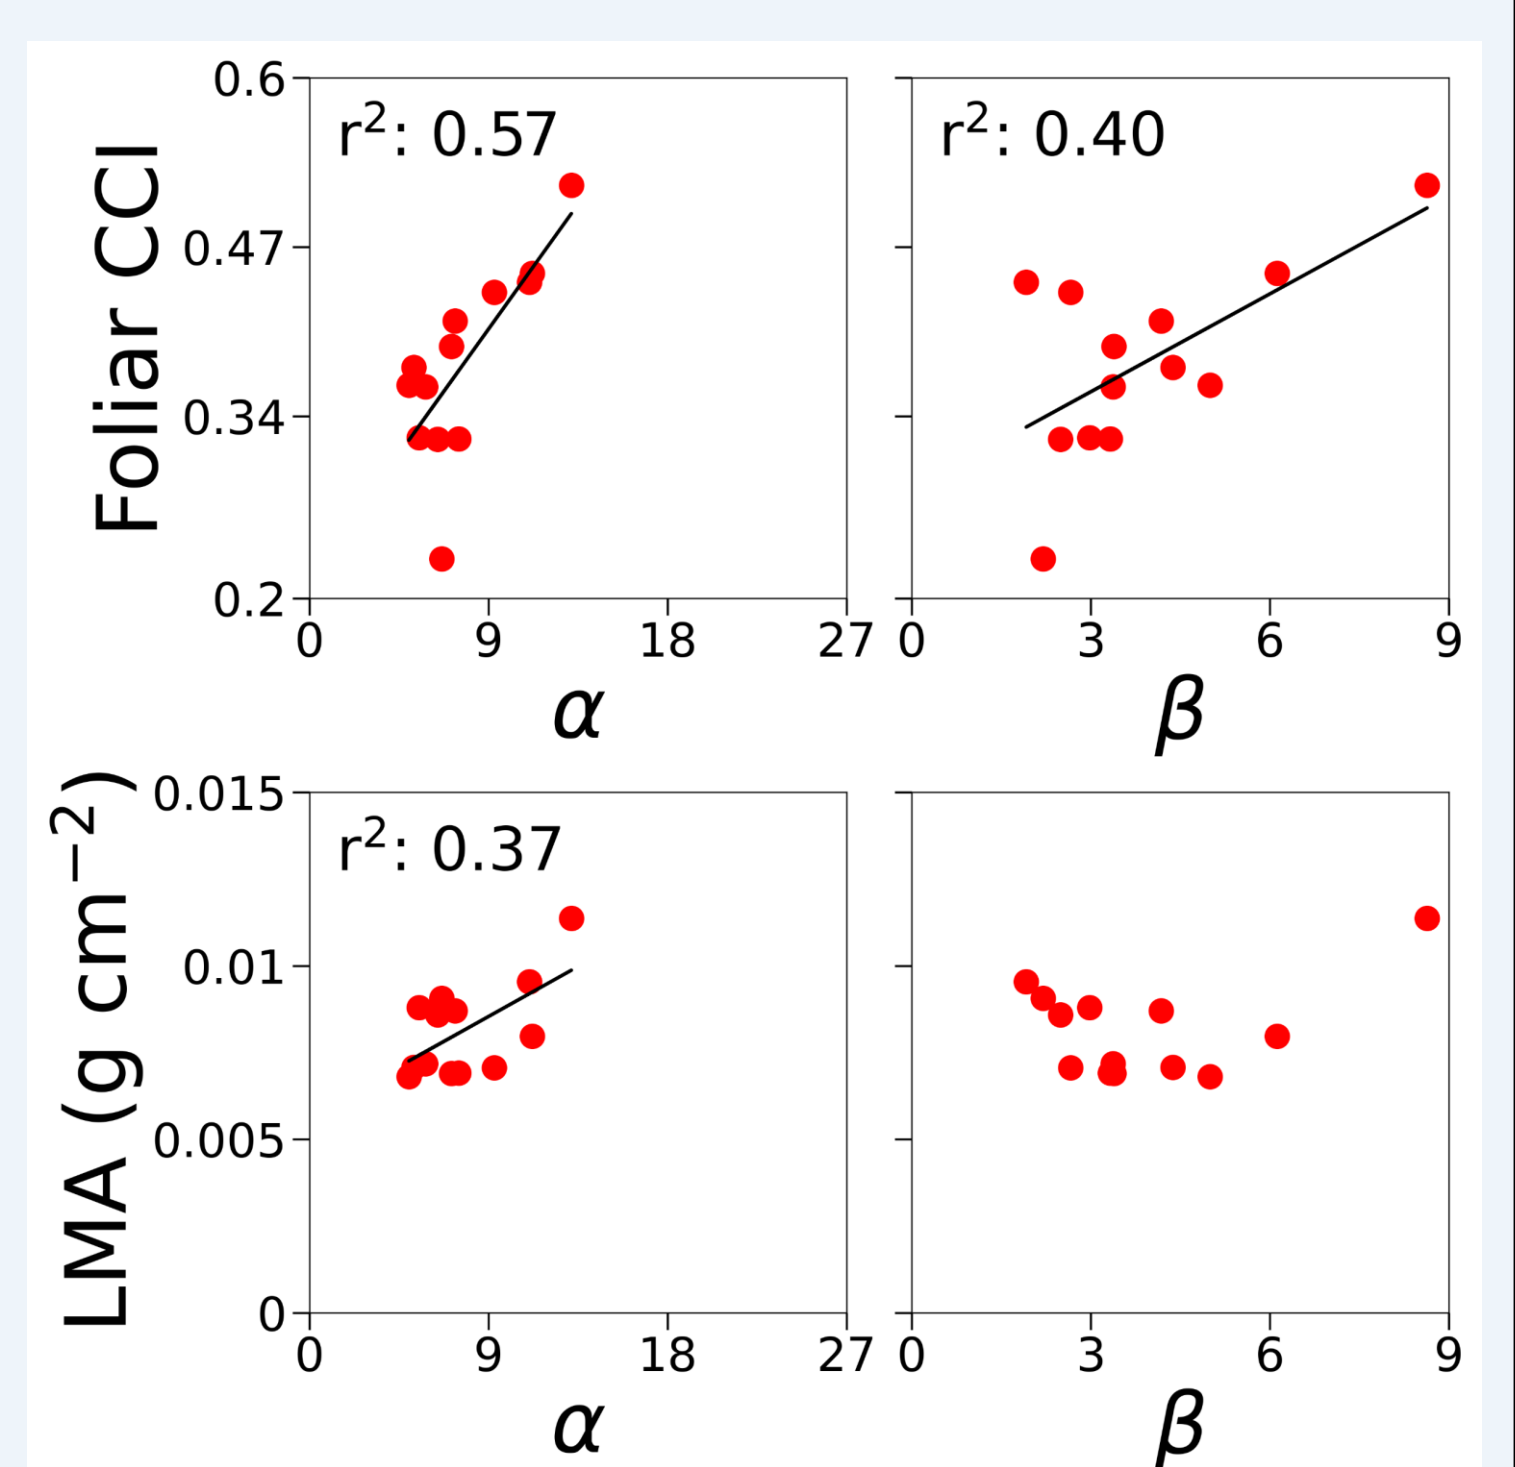 Foliar CCI
0.6
0.47
0.34
0.2
r²: 0.57
0 9 18 27
α
r²: 0.40
0 3 6 9
β
LMA (g cm⁻²)
0.015
0.01
0.005
0
r²: 0.37
0 9 18 27
α
0 3 6 9
β